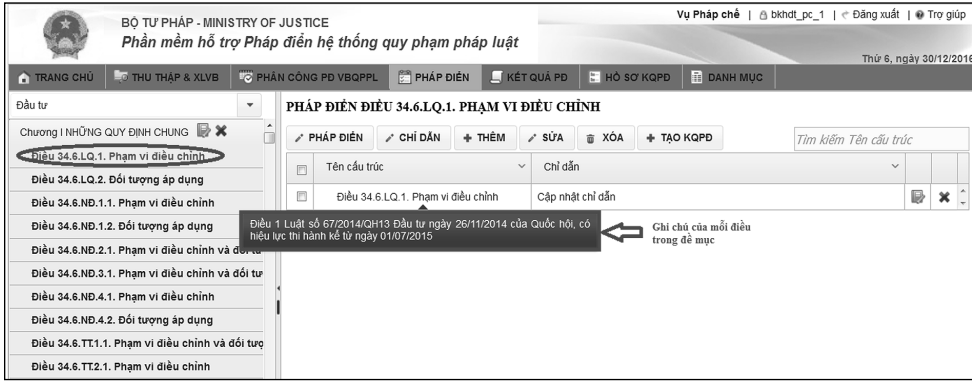 BỘ TƯ PHÁP - MINISTRY OF JUSTICE
Phần mềm hỗ trợ Pháp điển hệ thống quy phạm pháp luật
Vụ Pháp chế | bkhdt_pc_1 | Đăng xuất | Trợ giúp
Thứ 6, ngày 30/12/2016
TRANG CHỦ THU THẬP & XLVB PHÂN CÔNG PĐ VBQPPL PHÁP ĐIỂN KẾT QUẢ PĐ HỒ SƠ KQPĐ DANH MỤC
Đầu tư
Chương I NHỮNG QUY ĐỊNH CHUNG
Điều 34.6.LQ.1. Phạm vi điều chỉnh
Điều 34.6.LQ.2. Đối tượng áp dụng
Điều 34.6.NĐ.1.1. Phạm vi điều chỉnh
Điều 34.6.NĐ.1.2. Đối tượng áp dụng
Điều 34.6.NĐ.2.1. Phạm vi điều chỉnh và đối tư
Điều 34.6.NĐ.3.1. Phạm vi điều chỉnh và đối tư
Điều 34.6.NĐ.4.1. Phạm vi điều chỉnh
Điều 34.6.NĐ.4.2. Đối tượng áp dụng
Điều 34.6.TT.1.1. Phạm vi điều chỉnh và đối tượ
Điều 34.6.TT.2.1. Phạm vi điều chỉnh
PHÁP ĐIỂN ĐIỀU 34.6.LQ.1. PHẠM VI ĐIỀU CHỈNH
PHÁP ĐIỂN CHỈ DẪN THÊM SỬA XÓA TẠO KQPĐ Tìm kiếm Tên cấu trúc
Tên cấu trúc Chỉ dẫn
Điều 34.6.LQ.1. Phạm vi điều chỉnh Cập nhật chỉ dẫn
Điều 1 Luật số 67/2014/QH13 Đầu tư ngày 26/11/2014 của Quốc hội, có
hiệu lực thi hành kể từ ngày 01/07/2015
Ghi chú của mỗi điều
trong đề mục